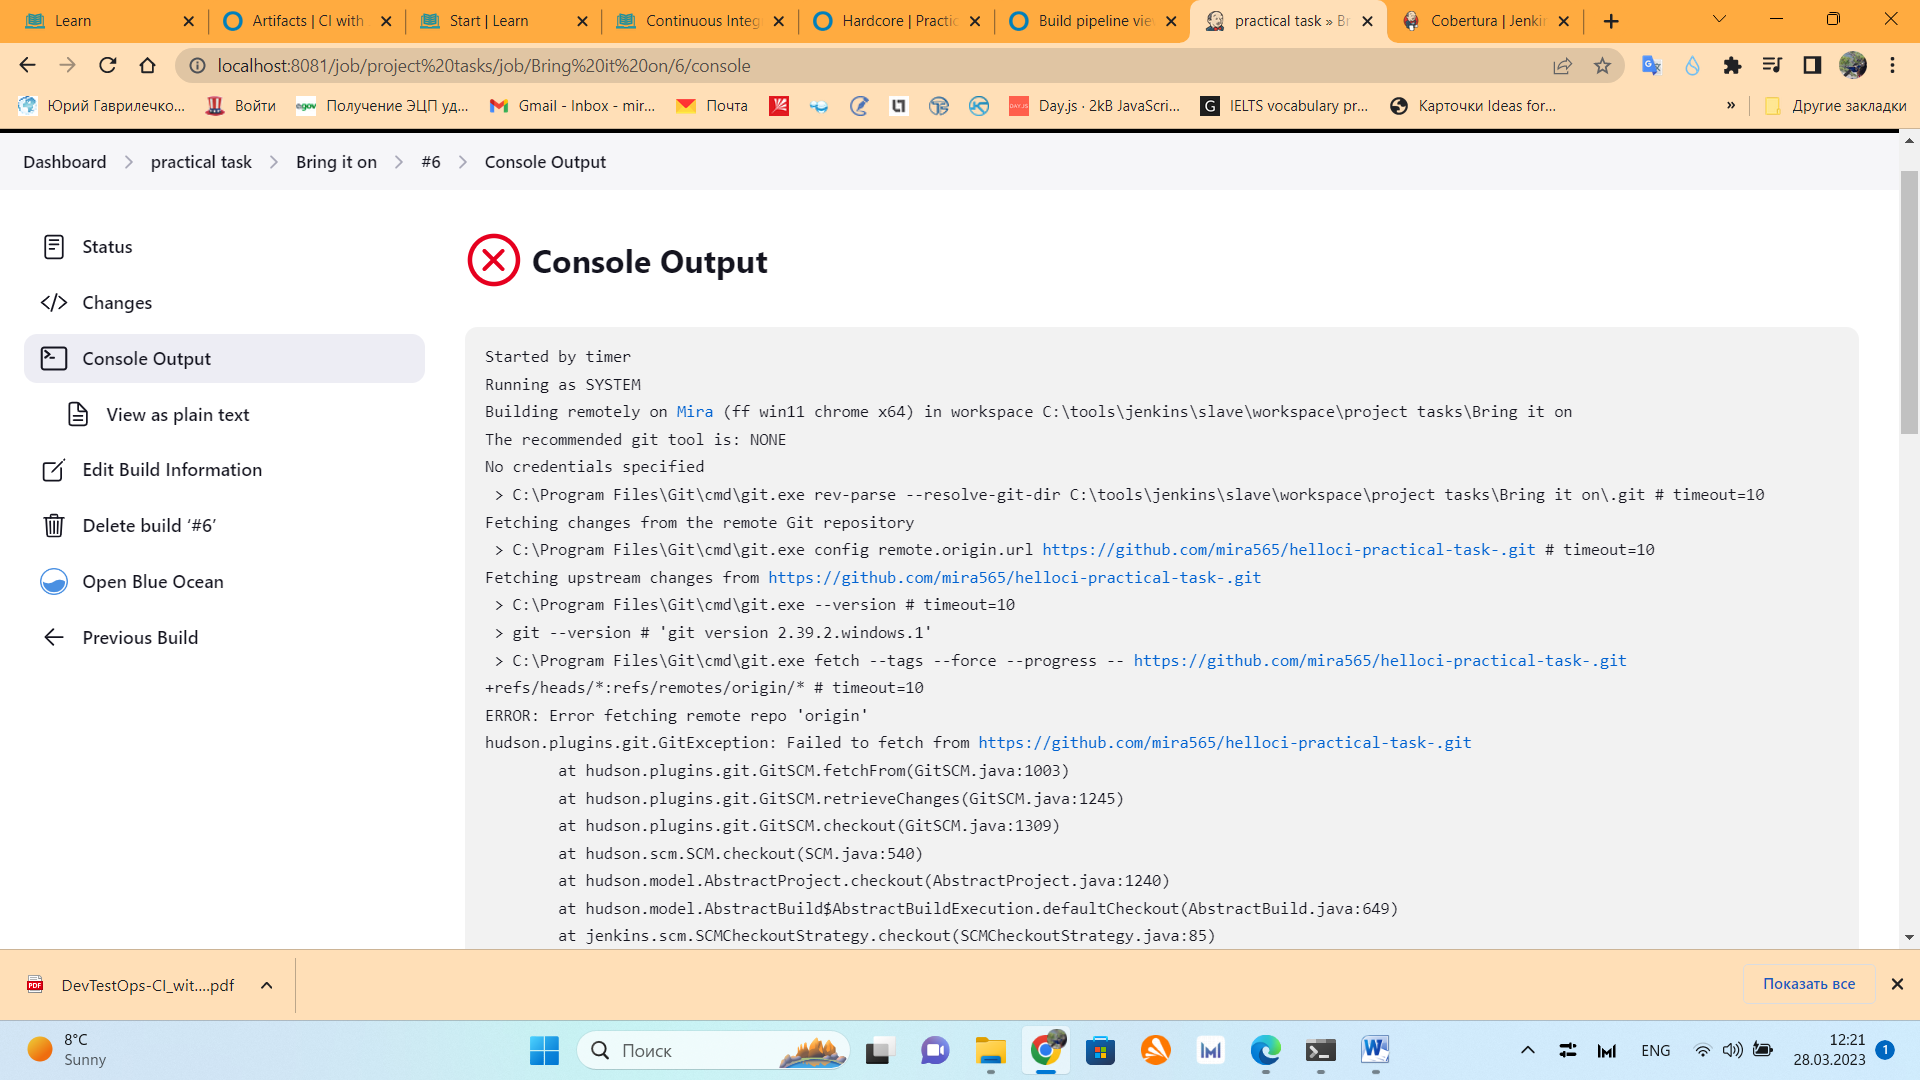 Learn
Artifacts | CI with
Start | Learn
Continuous Integ
Hardcore | Practic
Build pipeline vie
practical task » Br
Cobertura | Jenki
localhost:8081/job/project%20tasks/job/Bring%20it%20on/6/console
Юрий Гаврилечко...
Войти
Получение ЭЦП уд...
Gmail - Inbox - mir...
Почта
Day.js · 2kB JavaScri...
IELTS vocabulary pr...
Карточки Ideas for...
»
Другие закладки
Dashboard
practical task
Bring it on
#6
Console Output
Status
Changes
Console Output
View as plain text
Edit Build Information
Delete build ‘#6’
Open Blue Ocean
Previous Build
Console Output
Started by timer
Running as SYSTEM
Building remotely on Mira (ff win11 chrome x64) in workspace C:\tools\jenkins\slave\workspace\project tasks\Bring it on
The recommended git tool is: NONE
No credentials specified
> C:\Program Files\Git\cmd\git.exe rev-parse --resolve-git-dir C:\tools\jenkins\slave\workspace\project tasks\Bring it on\.git # timeout=10
Fetching changes from the remote Git repository
> C:\Program Files\Git\cmd\git.exe config remote.origin.url https://github.com/mira565/helloci-practical-task-.git # timeout=10
Fetching upstream changes from https://github.com/mira565/helloci-practical-task-.git
> C:\Program Files\Git\cmd\git.exe --version # timeout=10
> git --version # 'git version 2.39.2.windows.1'
> C:\Program Files\Git\cmd\git.exe fetch --tags --force --progress -- https://github.com/mira565/helloci-practical-task-.git
+refs/heads/*:refs/remotes/origin/* # timeout=10
ERROR: Error fetching remote repo 'origin'
hudson.plugins.git.GitException: Failed to fetch from https://github.com/mira565/helloci-practical-task-.git
at hudson.plugins.git.GitSCM.fetchFrom(GitSCM.java:1003)
at hudson.plugins.git.GitSCM.retrieveChanges(GitSCM.java:1245)
at hudson.plugins.git.GitSCM.checkout(GitSCM.java:1309)
at hudson.scm.SCM.checkout(SCM.java:540)
at hudson.model.AbstractProject.checkout(AbstractProject.java:1240)
at hudson.model.AbstractBuild$AbstractBuildExecution.defaultCheckout(AbstractBuild.java:649)
at jenkins.scm.SCMCheckoutStrategy.checkout(SCMCheckoutStrategy.java:85)
DevTestOps-CI_wit....pdf
Показать все
8°C
Sunny
Поиск
ENG
12:21
28.03.2023
1